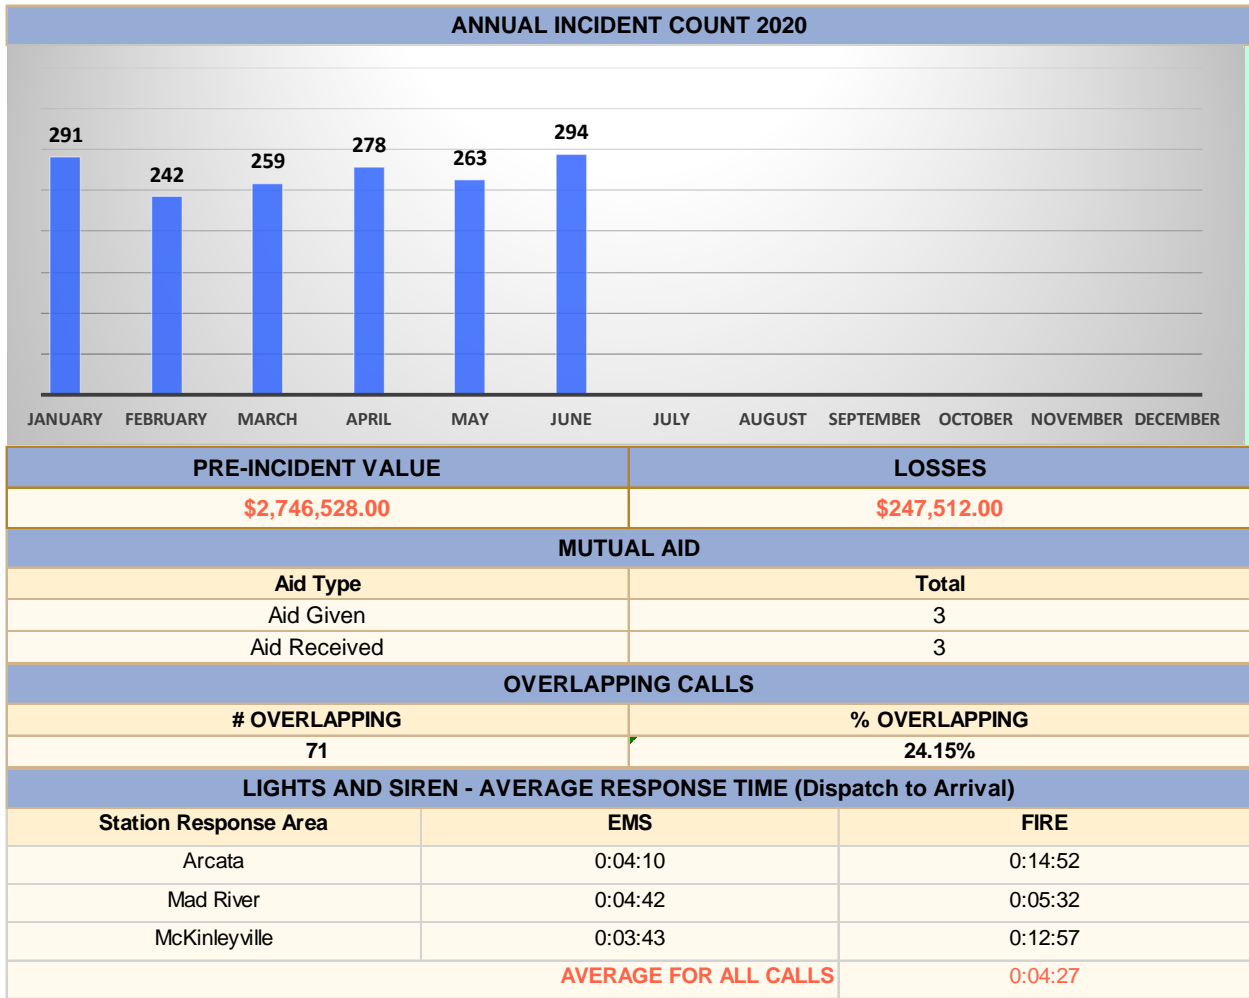 ANNUAL INCIDENT COUNT 2020
291
242
259
278
263
294
JANUARY FEBRUARY MARCH APRIL MAY JUNE JULY AUGUST SEPTEMBER OCTOBER NOVEMBER DECEMBER
PRE-INCIDENT VALUE LOSSES
$2,746,528.00 $247,512.00
MUTUAL AID
Aid Type Total
Aid Given 3
Aid Received 3
OVERLAPPING CALLS
# OVERLAPPING % OVERLAPPING
71 24.15%
LIGHTS AND SIREN - AVERAGE RESPONSE TIME (Dispatch to Arrival)
Station Response Area EMS FIRE
Arcata 0:04:10 0:14:52
Mad River 0:04:42 0:05:32
McKinleyville 0:03:43 0:12:57
AVERAGE FOR ALL CALLS 0:04:27